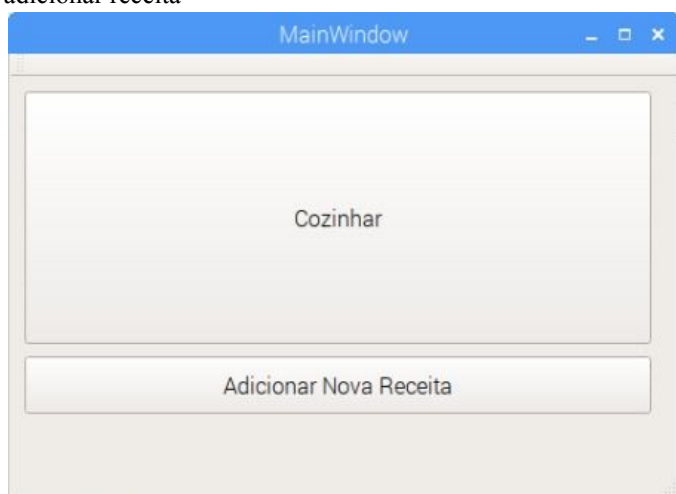 adicionar receita
MainWindow
Cozinhar
Adicionar Nova Receita